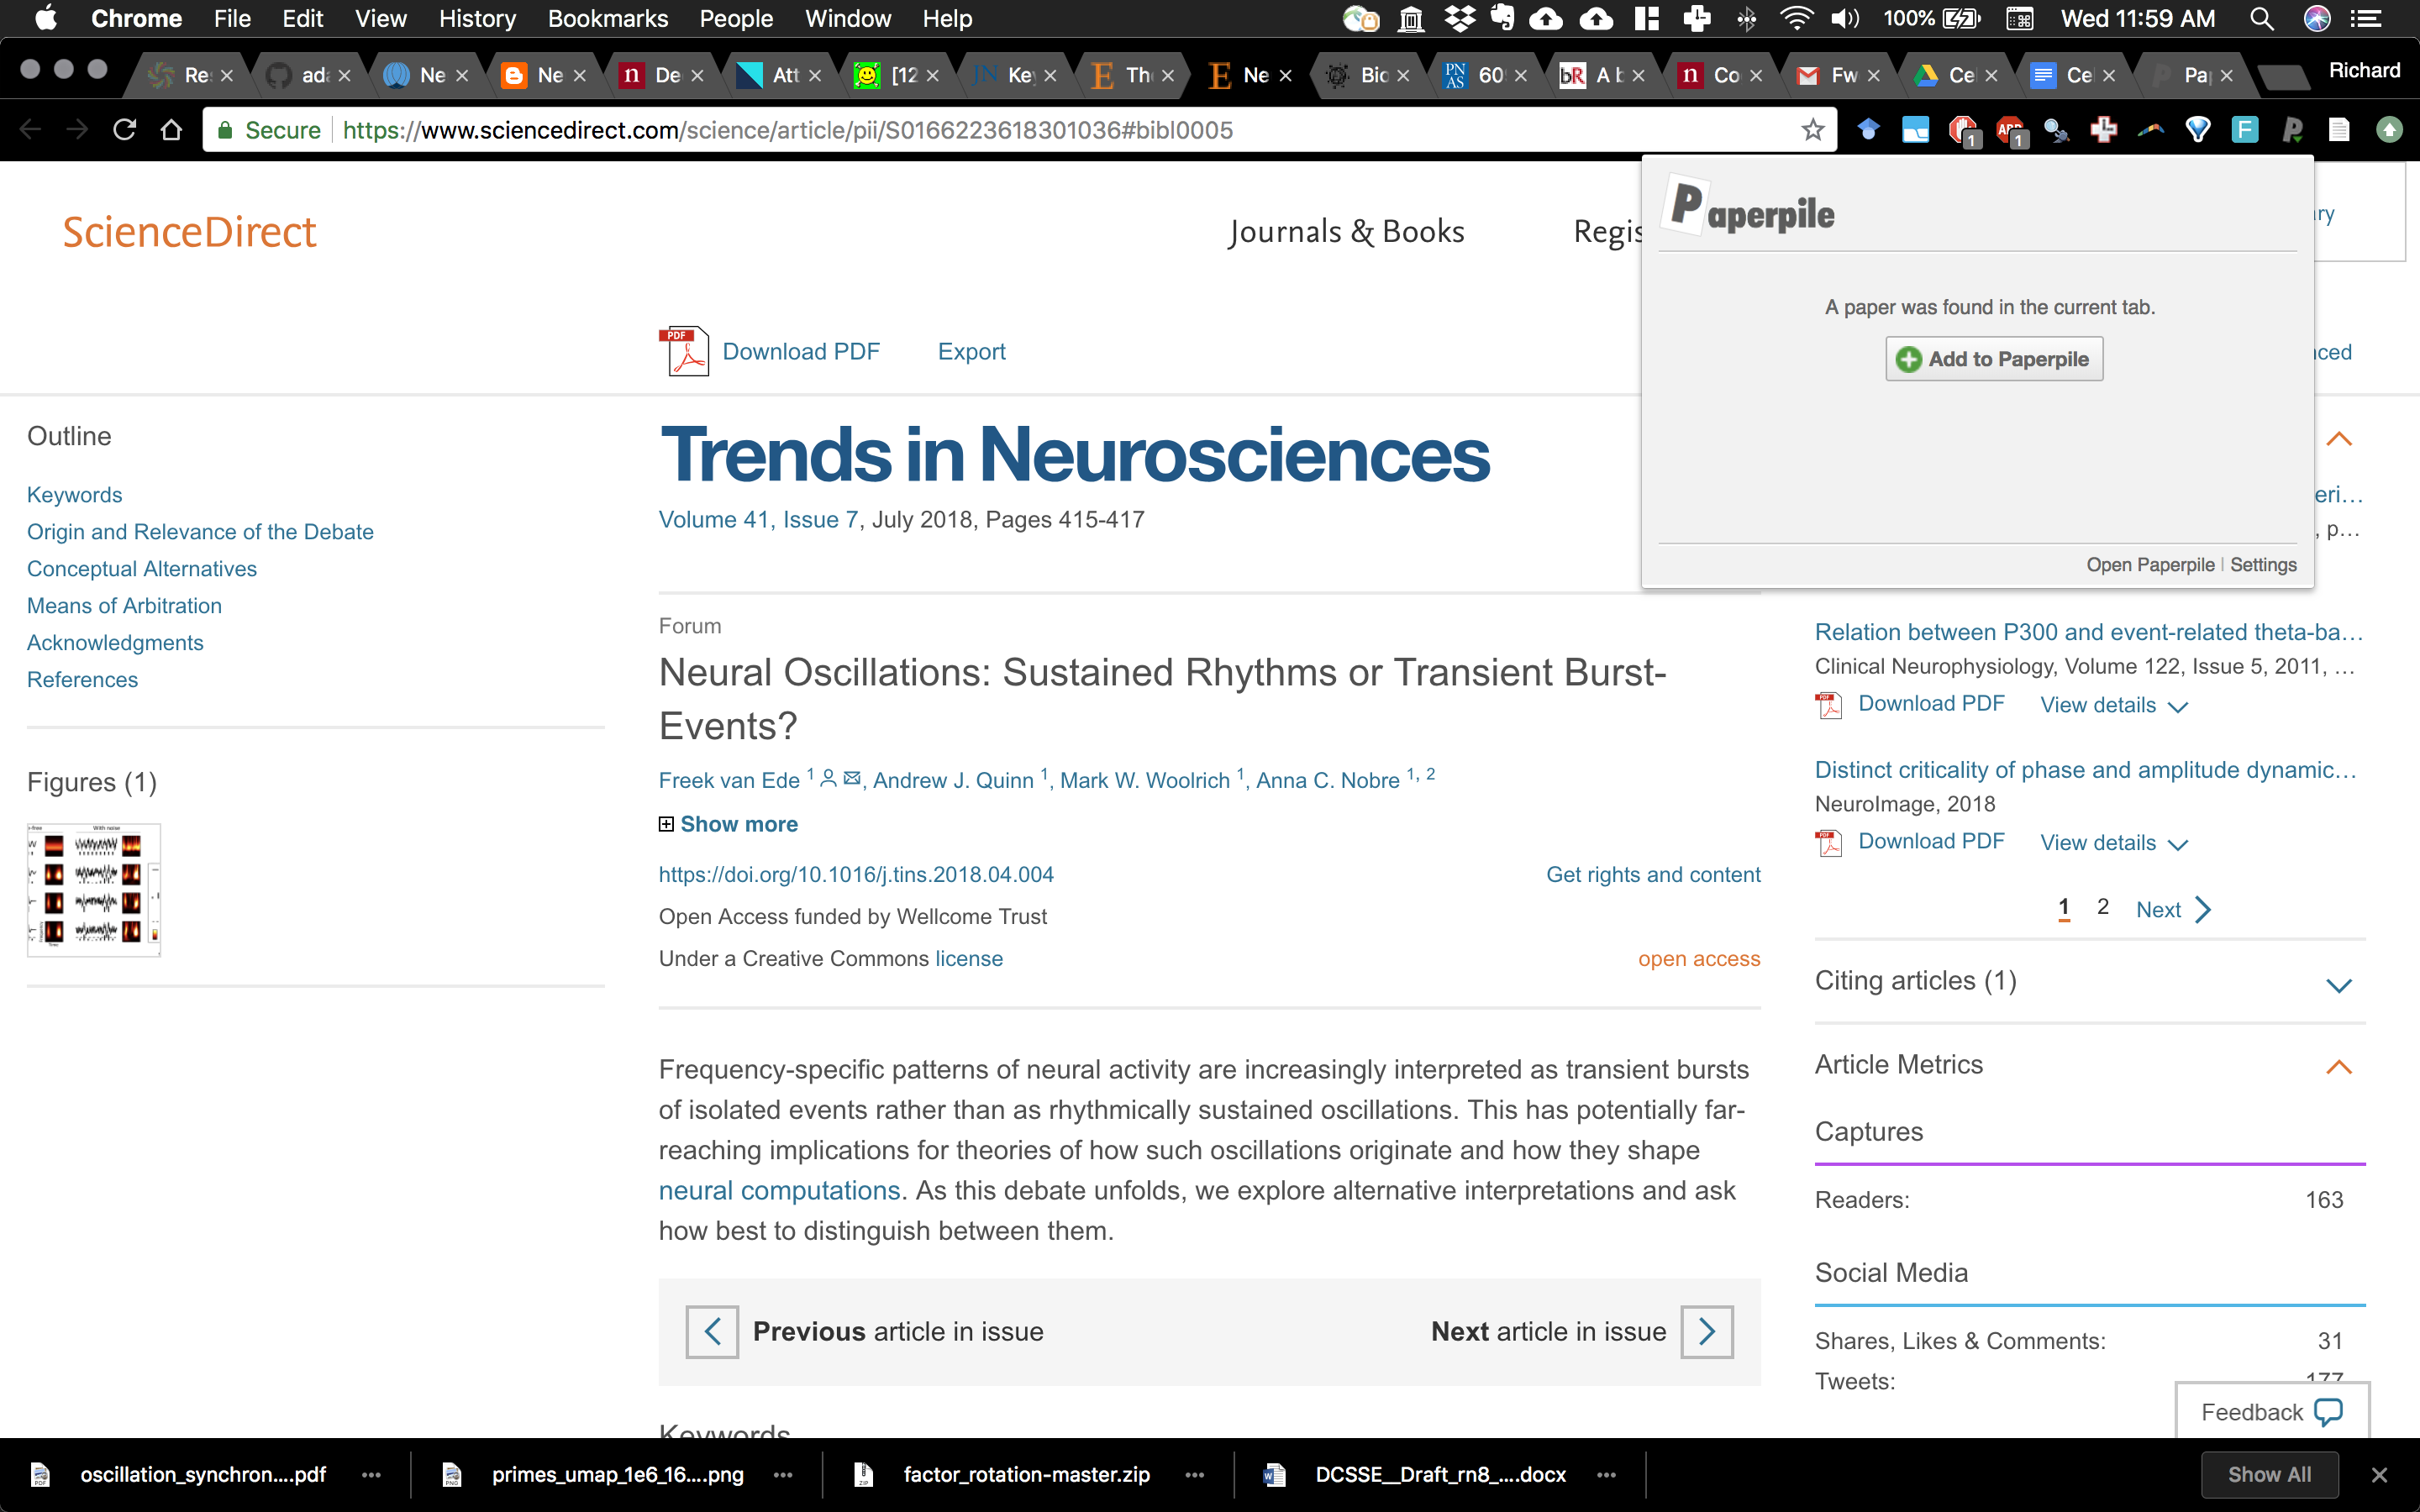 Chrome File Edit View History Bookmarks People Window Help
100% Wed 11:59 AM
Re: ad Ne Ne De Att [12 Ke Th Ne Bio 60 A b Co Fw Ce Ce Pa Richard
Secure https://www.sciencedirect.com/science/article/pii/S0166223618301036#bibl0005
ScienceDirect
Journals & Books
Regis
Paperpile
A paper was found in the current tab.
Add to Paperpile
Open Paperpile | Settings
Download PDF Export
Outline
Keywords
Origin and Relevance of the Debate
Conceptual Alternatives
Means of Arbitration
Acknowledgments
References
Figures (1)
Trends in Neurosciences
Volume 41, Issue 7, July 2018, Pages 415-417
Forum
Neural Oscillations: Sustained Rhythms or Transient Burst-
Events?
Freek van Ede 1, Andrew J. Quinn 1, Mark W. Woolrich 1, Anna C. Nobre 1, 2
Show more
https://doi.org/10.1016/j.tins.2018.04.004
Get rights and content
Open Access funded by Wellcome Trust
Under a Creative Commons license
open access
Frequency-specific patterns of neural activity are increasingly interpreted as transient bursts
of isolated events rather than as rhythmically sustained oscillations. This has potentially far-
reaching implications for theories of how such oscillations originate and how they shape
neural computations. As this debate unfolds, we explore alternative interpretations and ask
how best to distinguish between them.
Previous article in issue
Next article in issue
Keywords
Relation between P300 and event-related theta-ba...
Clinical Neurophysiology, Volume 122, Issue 5, 2011, ...
Download PDF View details
Distinct criticality of phase and amplitude dynamic...
NeuroImage, 2018
Download PDF View details
1 2 Next
Citing articles (1)
Article Metrics
Captures
Readers: 163
Social Media
Shares, Likes & Comments: 31
Tweets: 177
Feedback
oscillation_synchron....pdf
primes_umap_1e6_16....png
factor_rotation-master.zip
DCSSE__Draft_rn8_....docx
Show All